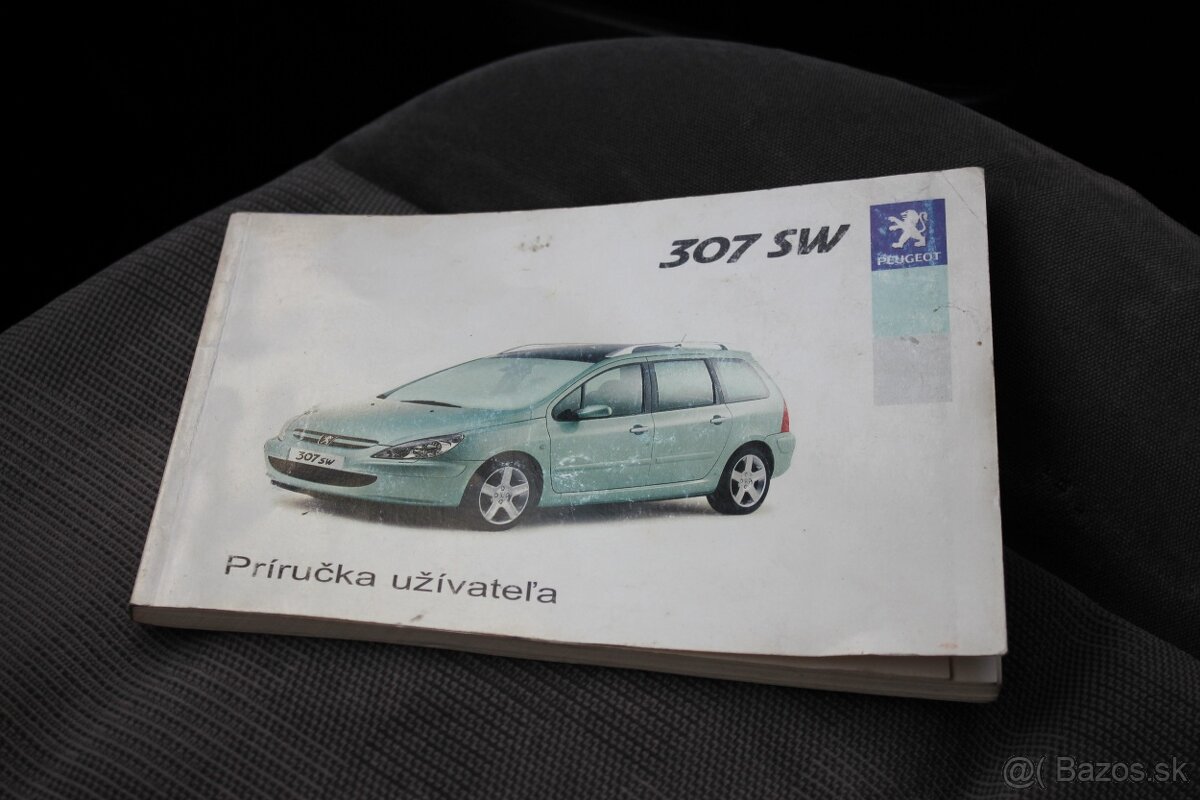 307 SW
PEUGEOT
307 SW
Príručka užívateľa
@( Bazos.sk